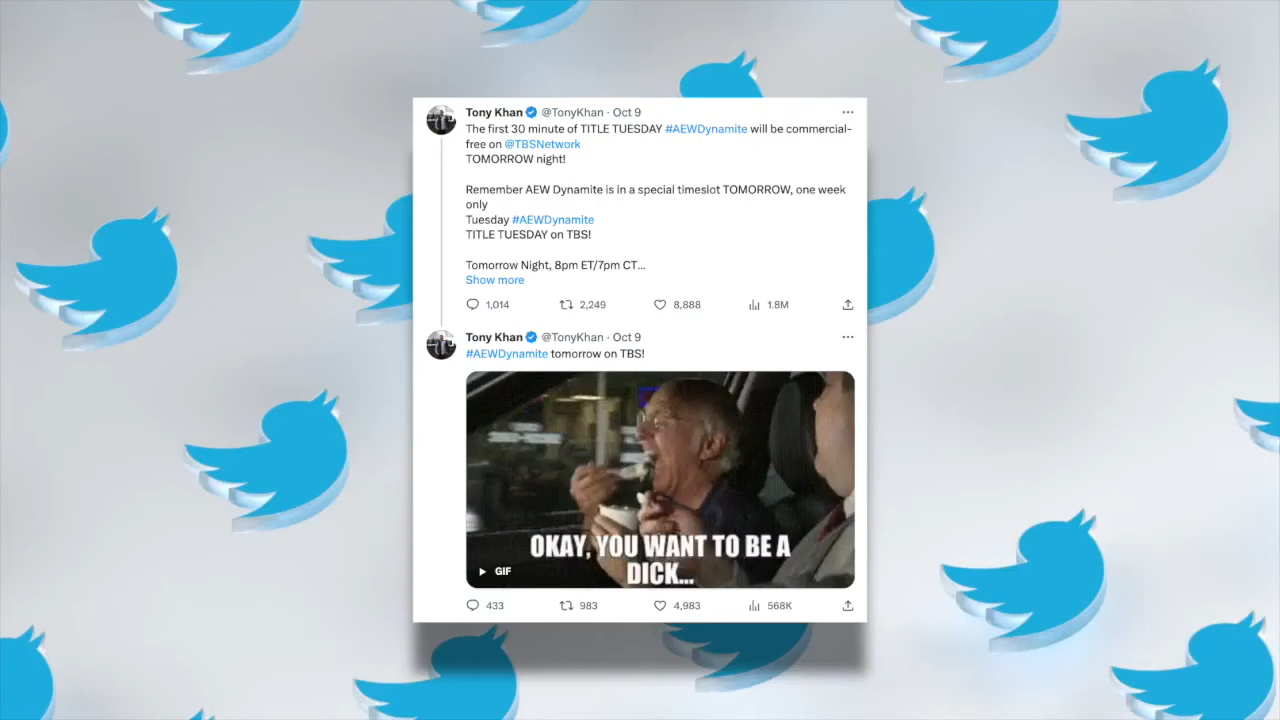 Tony Khan @TonyKhan · Oct 9
The first 30 minute of TITLE TUESDAY #AEWDynamite will be commercial-
free on @TBSNetwork
TOMORROW night!
Remember AEW Dynamite is in a special timeslot TOMORROW, one week
only
Tuesday #AEWDynamite
TITLE TUESDAY on TBS!
Tomorrow Night, 8pm ET/7pm CT...
Show more
1,014 2,249 8,888 1.8M
Tony Khan @TonyKhan · Oct 9
#AEWDynamite tomorrow on TBS!
OKAY, YOU WANT TO BE A
DICK...
GIF
433 983 4,983 568K